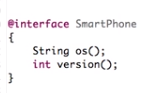 @interface SmartPhone
{
    String os();
    int version();
}